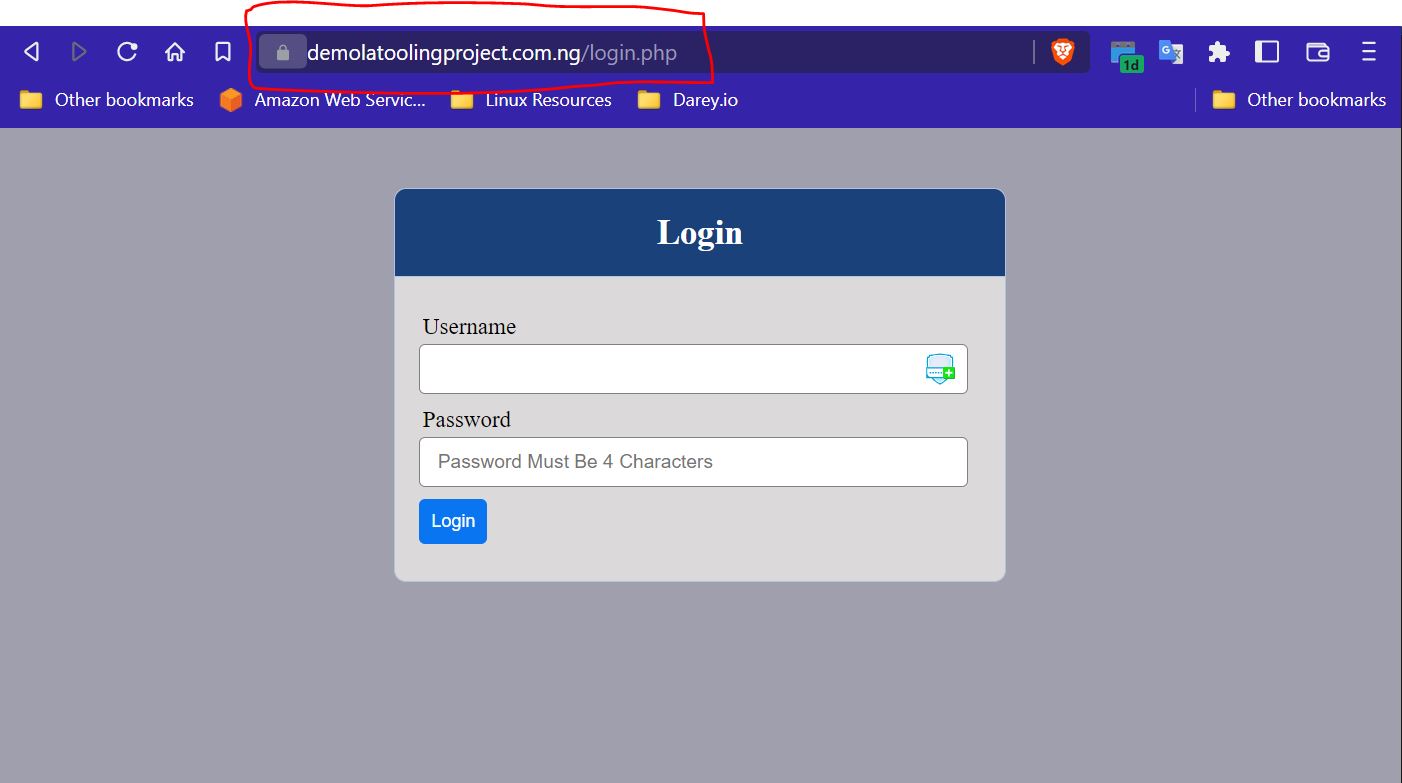 demolatoolingproject.com.ng/login.php
1d
Other bookmarks Amazon Web Servic... Linux Resources Darey.io Other bookmarks
Login
Username
Password
Password Must Be 4 Characters
Login